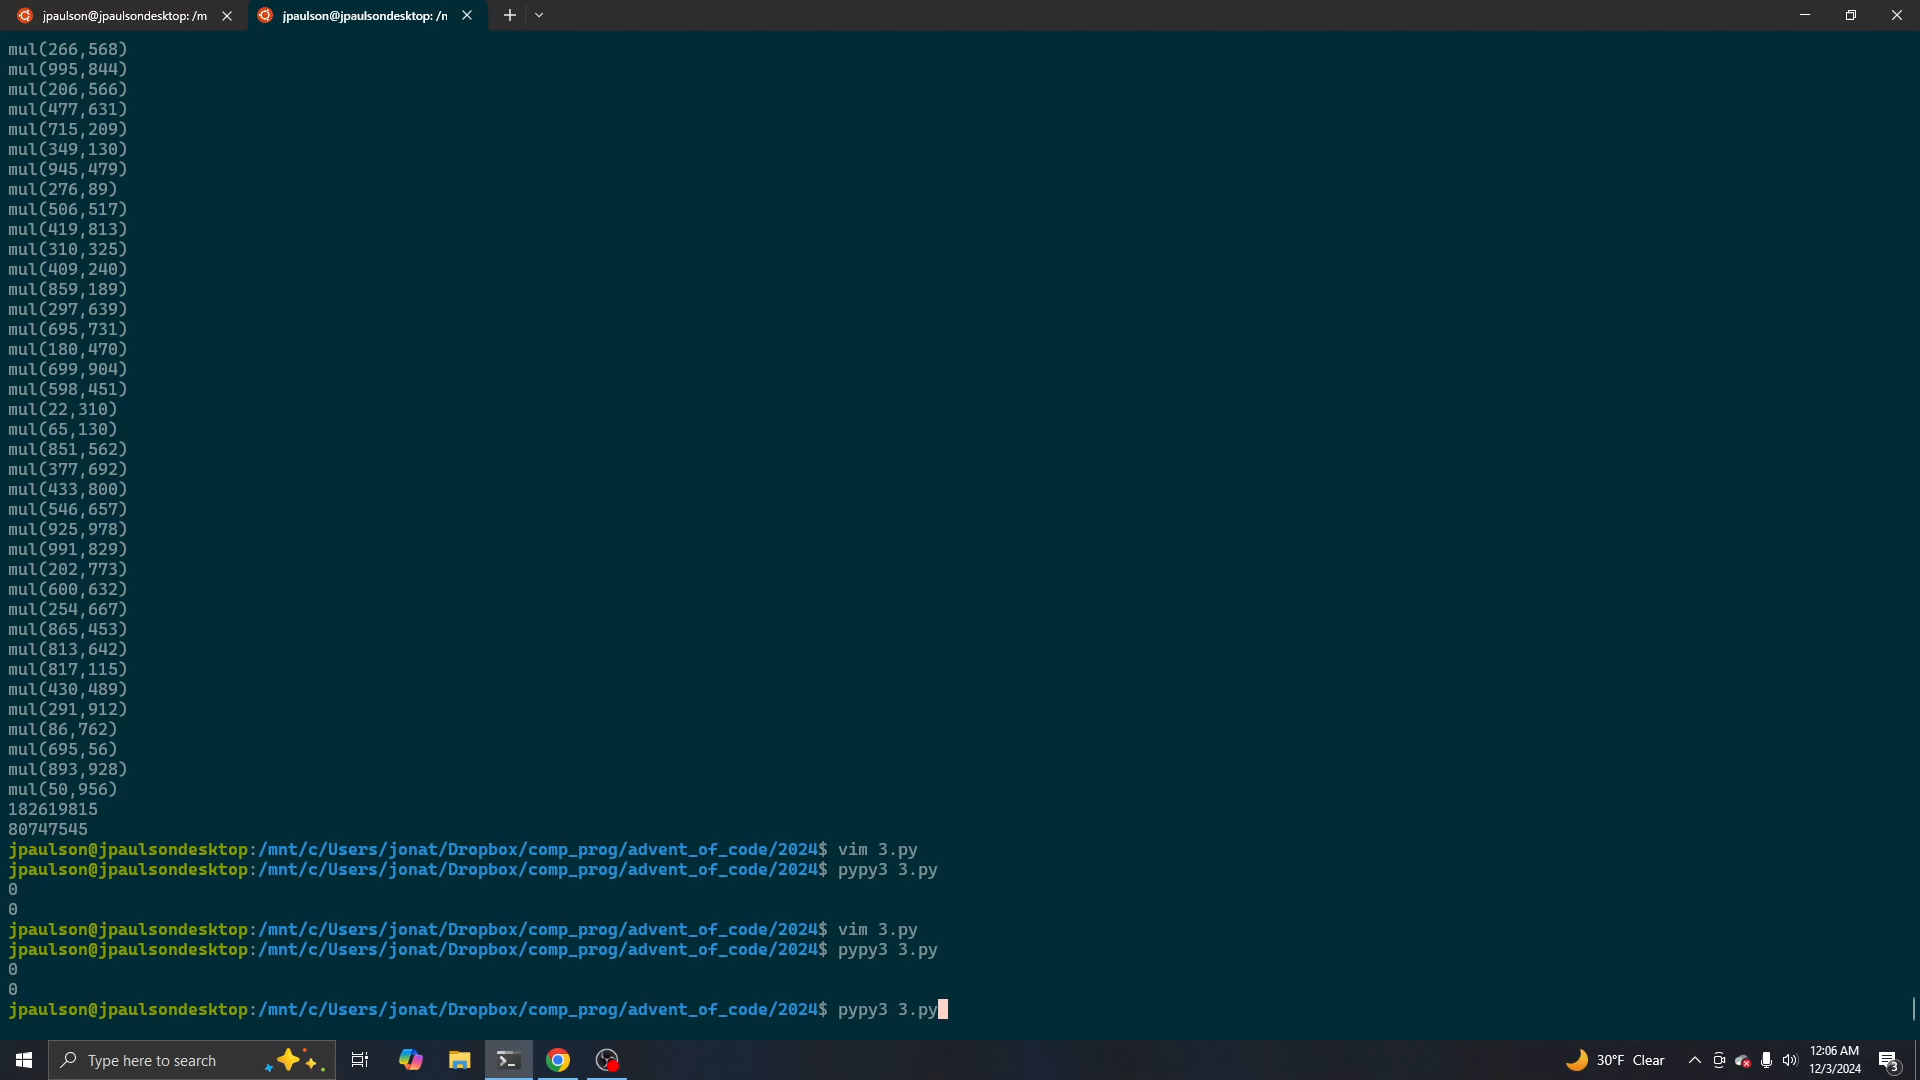 jpaulson@jpaulsondesktop: /m
jpaulson@jpaulsondesktop: /n
mul(266,568)
mul(995,844)
mul(206,566)
mul(477,631)
mul(715,209)
mul(349,130)
mul(945,479)
mul(276,89)
mul(506,517)
mul(419,813)
mul(310,325)
mul(409,240)
mul(859,189)
mul(297,639)
mul(695,731)
mul(180,470)
mul(699,904)
mul(598,451)
mul(22,310)
mul(65,130)
mul(851,562)
mul(377,692)
mul(433,800)
mul(546,657)
mul(925,978)
mul(991,829)
mul(202,773)
mul(600,632)
mul(254,667)
mul(865,453)
mul(813,642)
mul(817,115)
mul(430,489)
mul(291,912)
mul(86,762)
mul(695,56)
mul(893,928)
mul(50,956)
182619815
80747545
jpaulson@jpaulsondesktop:/mnt/c/Users/jonat/Dropbox/comp_prog/advent_of_code/2024$ vim 3.py
jpaulson@jpaulsondesktop:/mnt/c/Users/jonat/Dropbox/comp_prog/advent_of_code/2024$ pypy3 3.py
0
0
jpaulson@jpaulsondesktop:/mnt/c/Users/jonat/Dropbox/comp_prog/advent_of_code/2024$ vim 3.py
jpaulson@jpaulsondesktop:/mnt/c/Users/jonat/Dropbox/comp_prog/advent_of_code/2024$ pypy3 3.py
0
0
jpaulson@jpaulsondesktop:/mnt/c/Users/jonat/Dropbox/comp_prog/advent_of_code/2024$ pypy3 3.py
Type here to search
30°F Clear
12:06 AM
12/3/2024
3